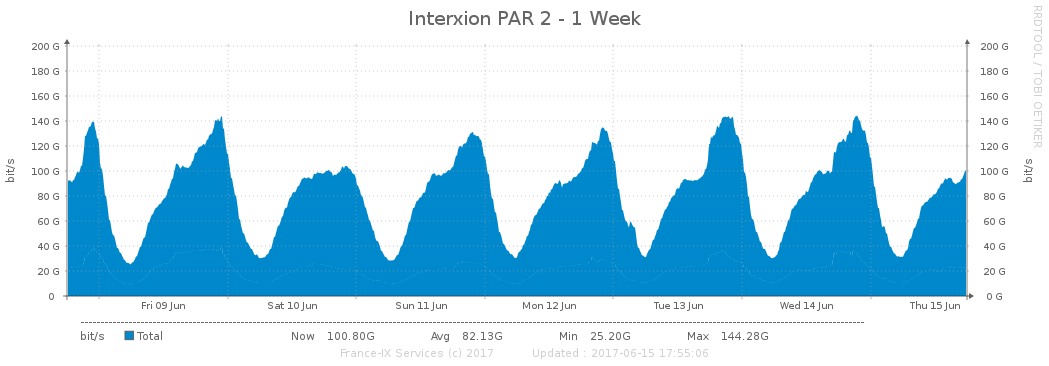 Interxion PAR 2 - 1 Week
RRDTOOL / TOBI OETIKER
bit/s
200 G 200 G
180 G 180 G
160 G 160 G
140 G 140 G
120 G 120 G
100 G 100 G
80 G 80 G
60 G 60 G
40 G 40 G
20 G 20 G
0 0 G
bit/s
Fri 09 Jun Sat 10 Jun Sun 11 Jun Mon 12 Jun Tue 13 Jun Wed 14 Jun Thu 15 Jun
bit/s Total Now 100.80G Avg 82.13G Min 25.20G Max 144.28G
France-IX Services (c) 2017 Updated : 2017-06-15 17:55:06